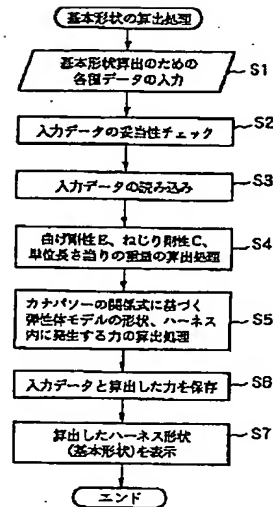 基本形状の算出処理
基本形状算出のための
各種データの入力
S1
入力データの妥当性チェック
S2
入力データの読み込み
S3
曲げ剛性E、ねじり剛性C、
単位長さ当りの重量の算出処理
S4
カナパソーの関係式に基づく
弾性体モデルの形状、ハーネス
内に発生する力の算出処理
S5
入力データと算出した力を保存
S6
算出したハーネス形状
(基本形状)を表示
S7
エンド